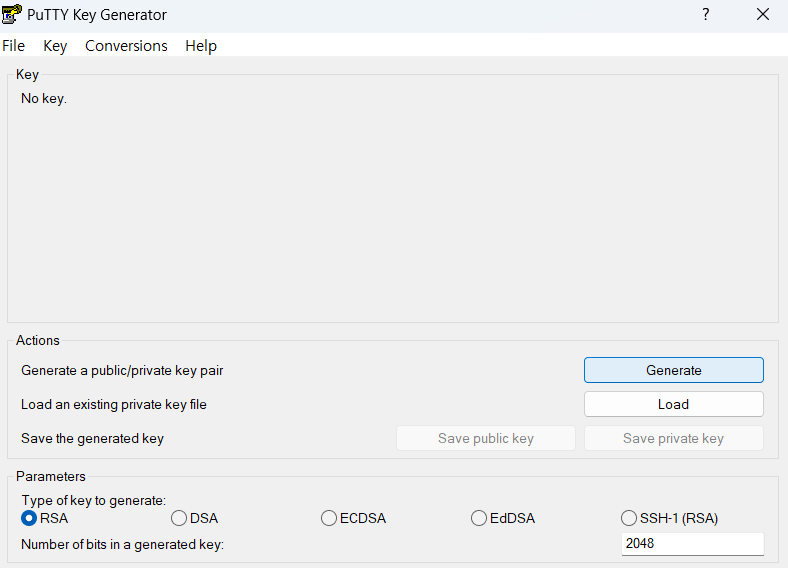 PuTTY Key Generator ?
File Key Conversions Help
Key
No key.
Actions
Generate a public/private key pair Generate
Load an existing private key file Load
Save the generated key Save public key Save private key
Parameters
Type of key to generate:
RSA DSA ECDSA EdDSA SSH-1 (RSA)
Number of bits in a generated key: 2048